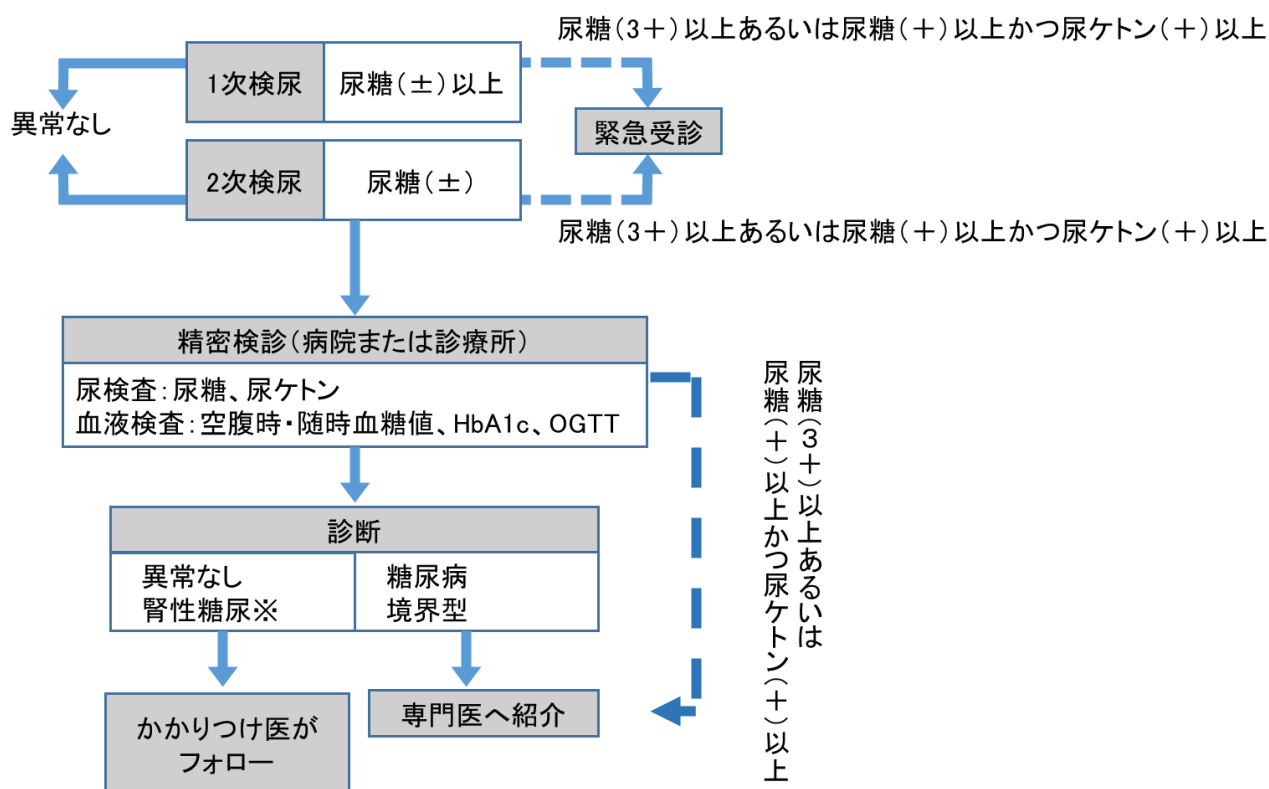 尿糖(3+)以上あるいは尿糖(+)以上かつ尿ケトン(+)以上
1次検尿
尿糖(±)以上
異常なし
緊急受診
2次検尿
尿糖(±)
尿糖(3+)以上あるいは尿糖(+)以上かつ尿ケトン(+)以上
精密検診(病院または診療所)
尿検査:尿糖、尿ケトン
血液検査:空腹時・随時血糖値、HbA1c、OGTT
尿糖(3+)以上あるいは
尿糖(+)以上かつ尿ケトン(+)以上
診断
異常なし
腎性糖尿※
糖尿病
境界型
かかりつけ医が
フォロー
専門医へ紹介